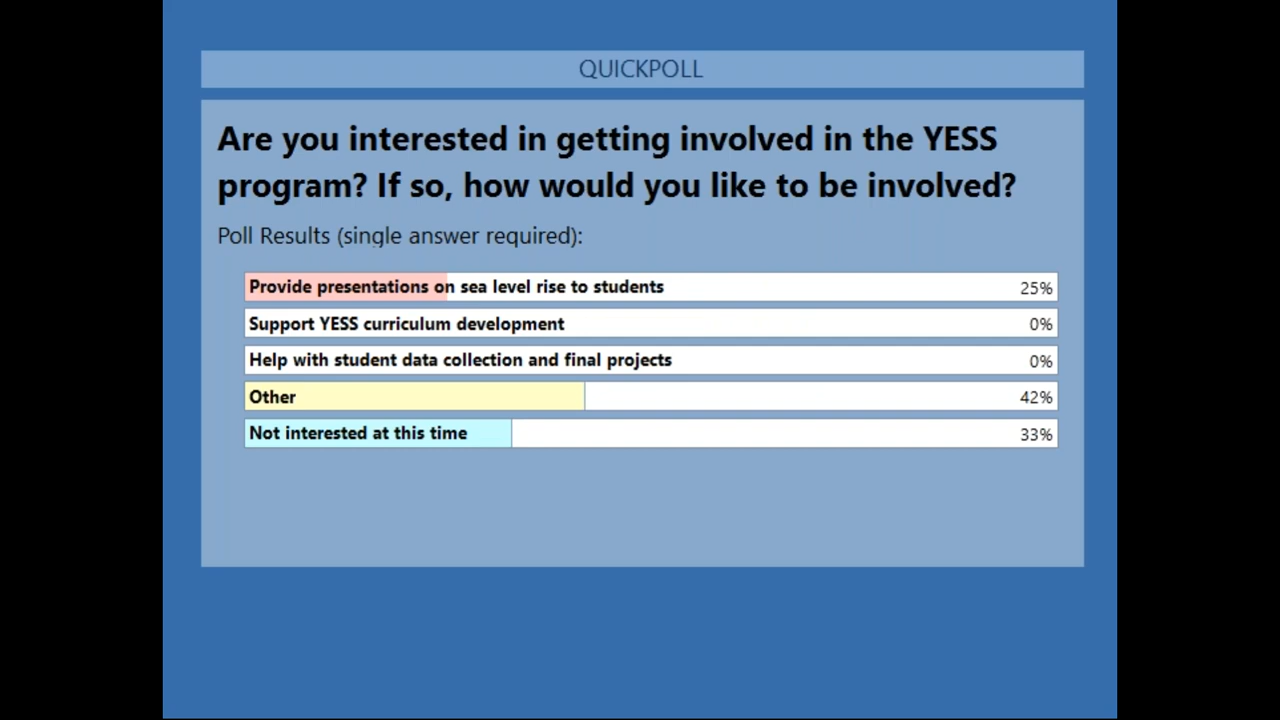 QUICKPOLL
Are you interested in getting involved in the YESS
program? If so, how would you like to be involved?
Poll Results (single answer required):
Provide presentations on sea level rise to students 25%
Support YESS curriculum development 0%
Help with student data collection and final projects 0%
Other 42%
Not interested at this time 33%